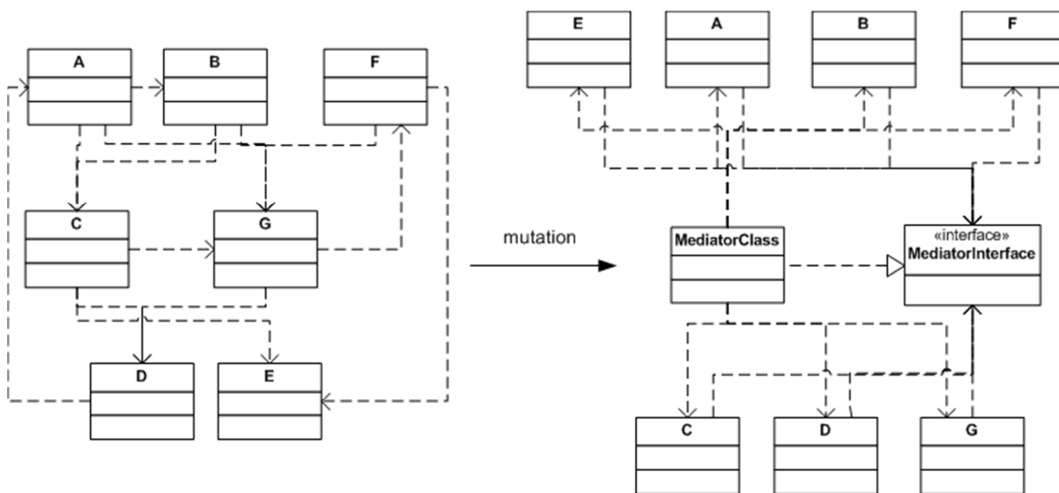 A
B
F
C
G
D
E
mutation
E
A
B
F
MediatorClass
«interface»
MediatorInterface
C
D
G